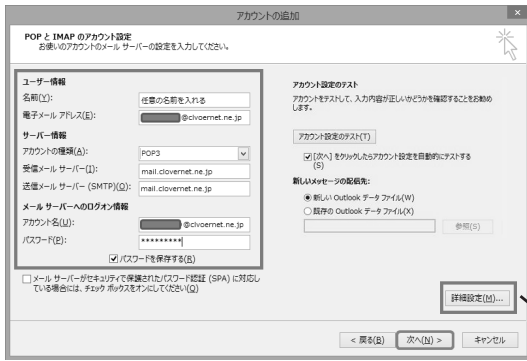 アカウントの追加
POP と IMAP のアカウント設定
お使いのアカウントのメール サーバーの設定を入力してください。
ユーザー情報
名前(Y):
任意の名前を入れる
電子メール アドレス(E):
@clvoernet.ne.jp
サーバー情報
アカウントの種類(A):
POP3
受信メール サーバー(I):
mail.clovernet.ne.jp
送信メール サーバー (SMTP)(O):
mail.clovernet.ne.jp
メール サーバーへのログオン情報
アカウント名(U):
@clvoernet.ne.jp
パスワード(P):
*********
パスワードを保存する(R)
メール サーバーがセキュリティで保護されたパスワード認証 (SPA) に対応し
ている場合には、チェック ボックスをオンにしてください(Q)
アカウント設定のテスト
アカウントをテストして、入力内容が正しいかどうかを確認することをお勧め
します。
アカウント設定のテスト(T)
[次へ] をクリックしたらアカウント設定を自動的にテストする
(S)
新しいメッセージの配信先:
新しい Outlook データ ファイル(W)
既存の Outlook データ ファイル(X)
参照(S)
詳細設定(M)...
< 戻る(B)
次へ(N) >
キャンセル